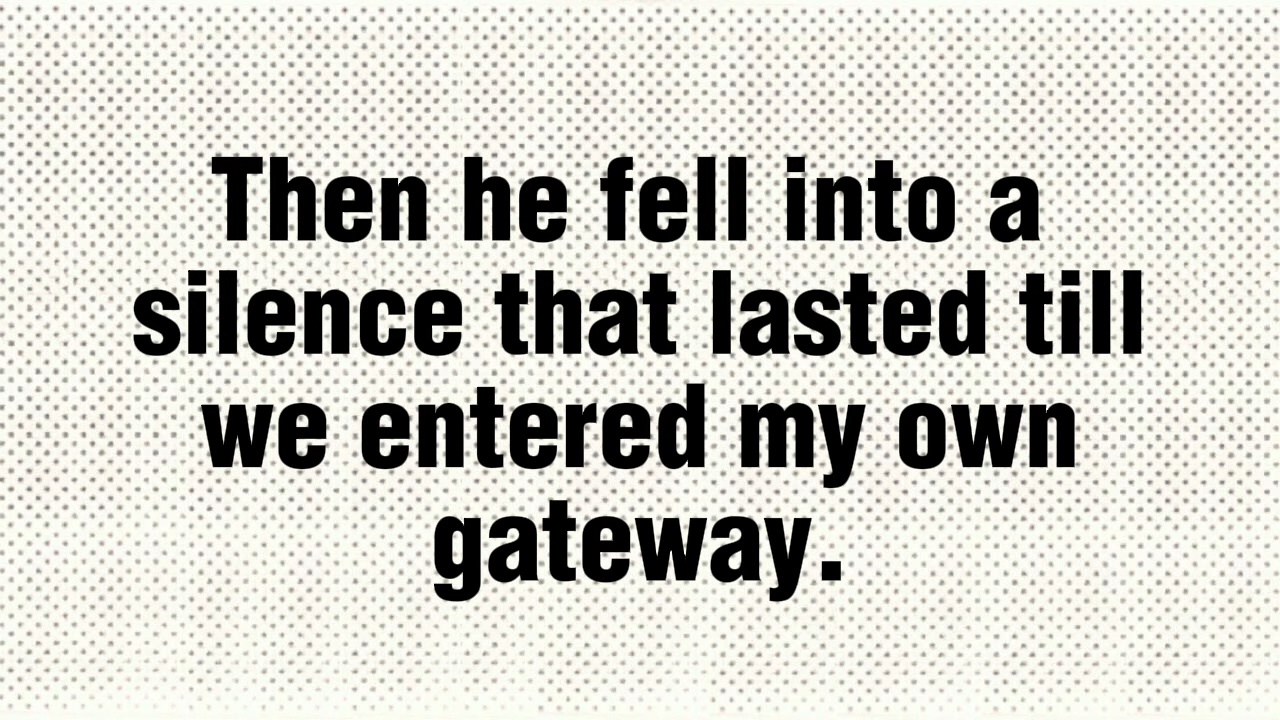 Then he fell into a
silence that lasted till
we entered my own
gateway.